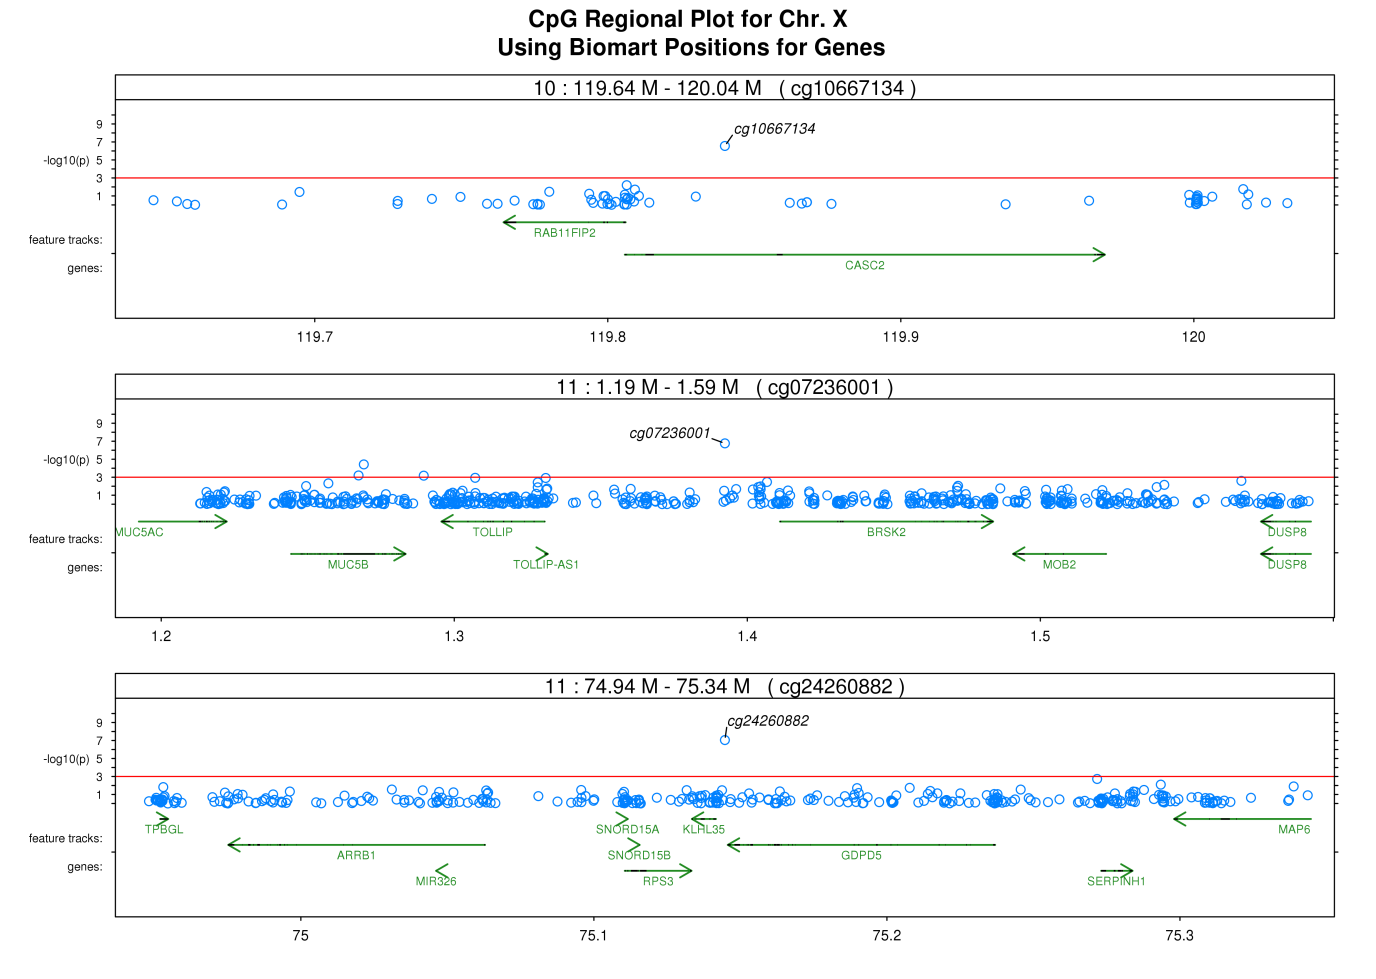 CpG Regional Plot for Chr. X
Using Biomart Positions for Genes
10 : 119.64 M - 120.04 M ( cg10667134 )
cg10667134
9
7
-log10(p) 5
3
1
RAB11FIP2
feature tracks:
CASC2
genes:
119.7 119.8 119.9 120
11 : 1.19 M - 1.59 M ( cg07236001 )
cg07236001
9
7
-log10(p) 5
3
1
MUC5AC TOLLIP BRSK2 DUSP8
feature tracks:
MUC5B TOLLIP-AS1 MOB2 DUSP8
genes:
1.2 1.3 1.4 1.5
11 : 74.94 M - 75.34 M ( cg24260882 )
cg24260882
9
7
-log10(p) 5
3
1
TPBGL SNORD15A KLHL35 MAP6
feature tracks:
ARRB1 SNORD15B GDPD5
genes:
MIR326 RPS3 SERPINH1
75 75.1 75.2 75.3